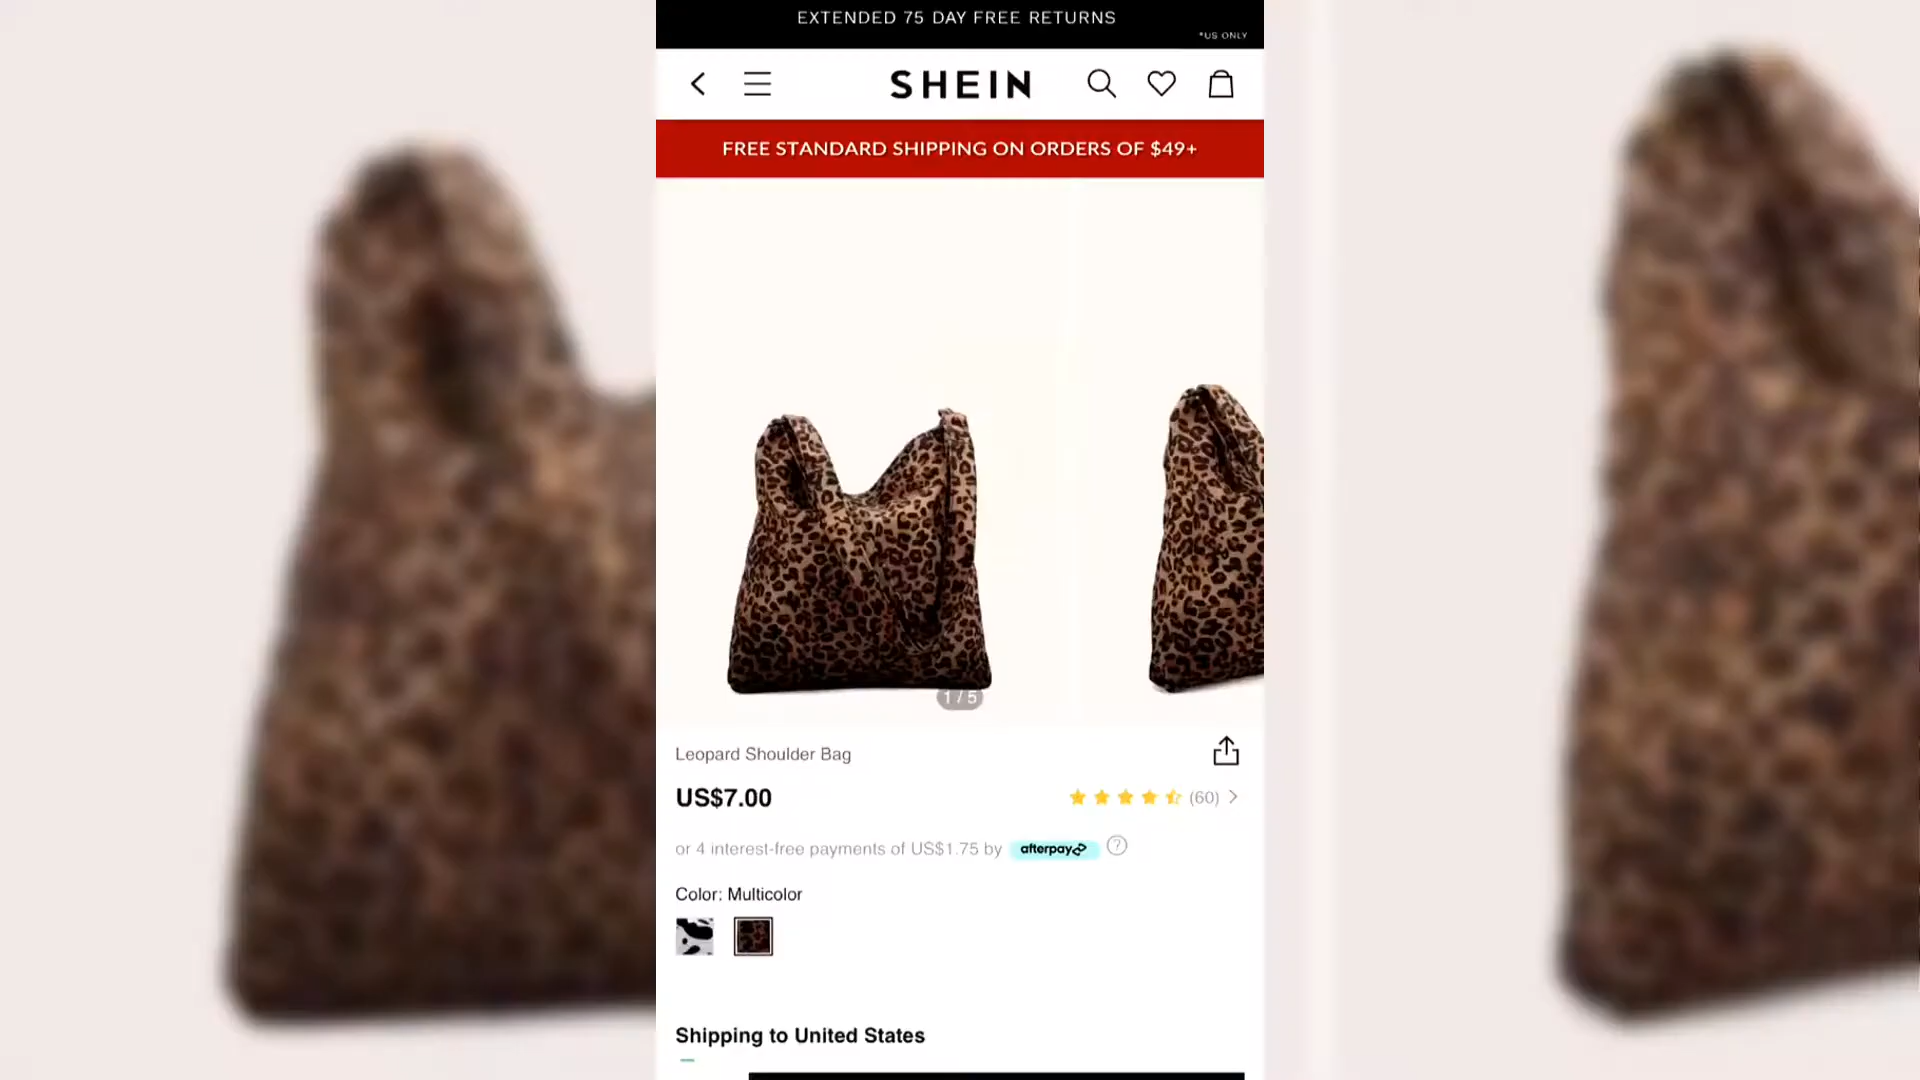 EXTENDED 75 DAY FREE RETURNS
*US ONLY
SHEIN
FREE STANDARD SHIPPING ON ORDERS OF $49+
1 / 5
Leopard Shoulder Bag
US$7.00
(60)
or 4 interest-free payments of US$1.75 by afterpay ?
Color: Multicolor
Shipping to United States